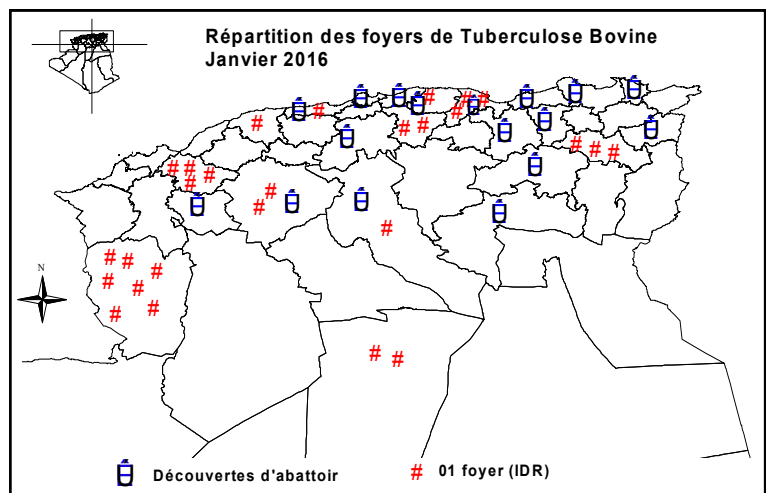 Répartition des foyers de Tuberculose Bovine
Janvier 2016
N
Découvertes d'abattoir
# 01 foyer (IDR)